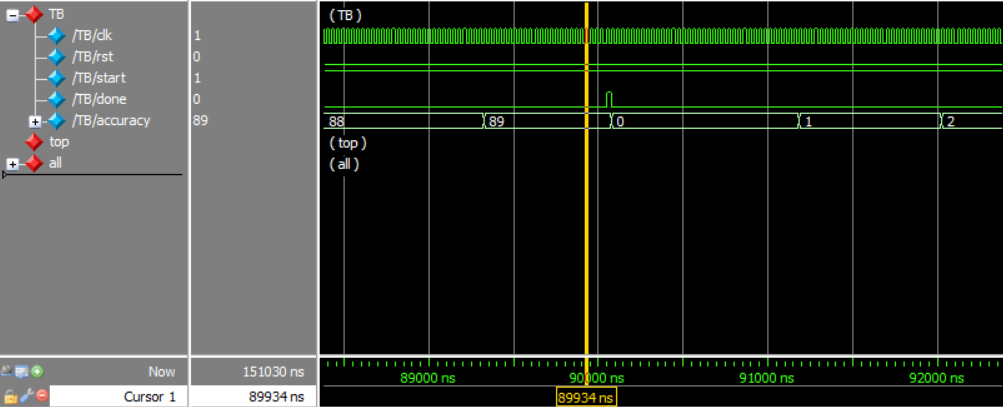 TB
(TB)
/TB/clk 1
/TB/rst 0
/TB/start 1
/TB/done 0
/TB/accuracy 89 88 89 0 1 2
top
(top)
all
(all)
Now 151030 ns 89000 ns 90000 ns 91000 ns 92000 ns
Cursor 1 89934 ns 89934 ns